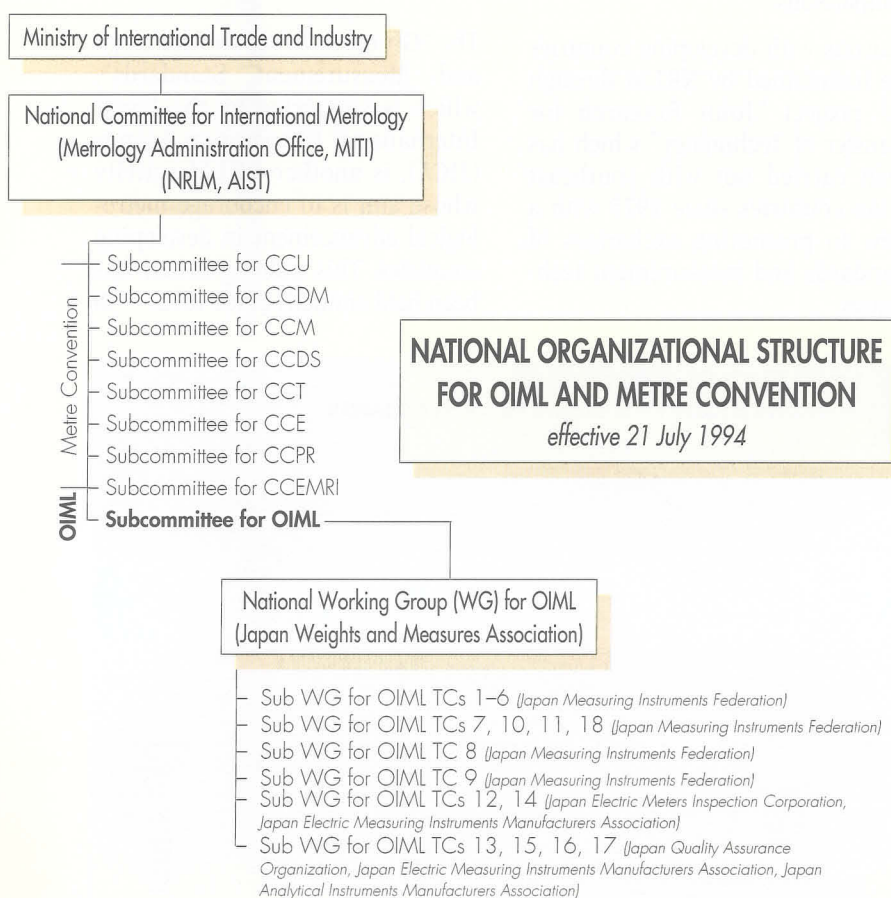 Ministry of International Trade and Industry
National Committee for International Metrology
(Metrology Administration Office, MITI)
(NRLM, AIST)
Metre Convention
Subcommittee for CCU
Subcommittee for CCDM
Subcommittee for CCM
Subcommittee for CCDS
Subcommittee for CCT
Subcommittee for CCE
Subcommittee for CCPR
Subcommittee for CCEMRI
OIML
Subcommittee for OIML
NATIONAL ORGANIZATIONAL STRUCTURE
FOR OIML AND METRE CONVENTION
effective 21 July 1994
National Working Group (WG) for OIML
(Japan Weights and Measures Association)
Sub WG for OIML TCs 1–6 (Japan Measuring Instruments Federation)
Sub WG for OIML TCs 7, 10, 11, 18 (Japan Measuring Instruments Federation)
Sub WG for OIML TC 8 (Japan Measuring Instruments Federation)
Sub WG for OIML TC 9 (Japan Measuring Instruments Federation)
Sub WG for OIML TCs 12, 14 (Japan Electric Meters Inspection Corporation,
Japan Electric Measuring Instruments Manufacturers Association)
Sub WG for OIML TCs 13, 15, 16, 17 (Japan Quality Assurance
Organization, Japan Electric Measuring Instruments Manufacturers Association, Japan
Analytical Instruments Manufacturers Association)